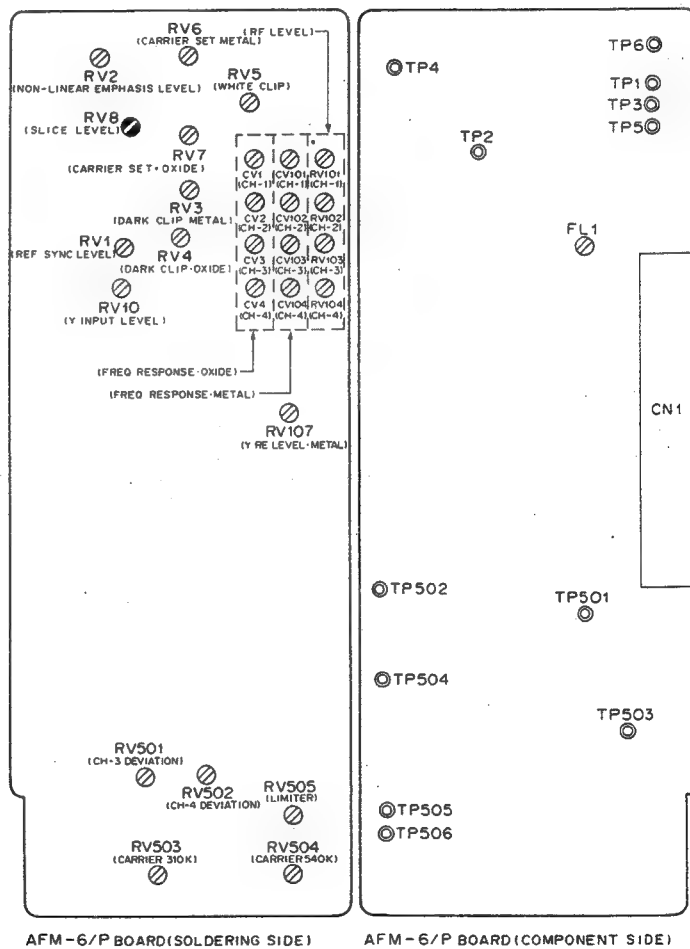 RV6
(CARRIER SET METAL)
(RF LEVEL)
RV2
(NON-LINEAR EMPHASIS LEVEL)
RV5
(WHITE CLIP)
RV8
(SLICE LEVEL)
RV7
(CARRIER SET·OXIDE)
CV1
(CH-1)
CV101
(CH-1)
RV101
(CH-1)
RV3
(DARK CLIP METAL)
CV2
(CH-2)
CV102
(CH-2)
RV102
(CH-2)
RV1
(REF SYNC LEVEL)
RV4
(DARK CLIP·OXIDE)
CV3
(CH-3)
CV103
(CH-3)
RV103
(CH-3)
RV10
(Y INPUT LEVEL)
CV4
(CH-4)
CV104
(CH-4)
RV104
(CH-4)
(FREQ RESPONSE·OXIDE)
(FREQ RESPONSE·METAL)
RV107
(Y RE LEVEL·METAL)
RV501
(CH-3 DEVIATION)
RV502
(CH-4 DEVIATION)
RV505
(LIMITER)
RV503
(CARRIER 310K)
RV504
(CARRIER 540K)
AFM-6/P BOARD(SOLDERING SIDE)
TP6
TP4
TP1
TP3
TP5
TP2
FL1
CN1
TP502
TP501
TP504
TP503
TP505
TP506
AFM-6/P BOARD(COMPONENT SIDE)